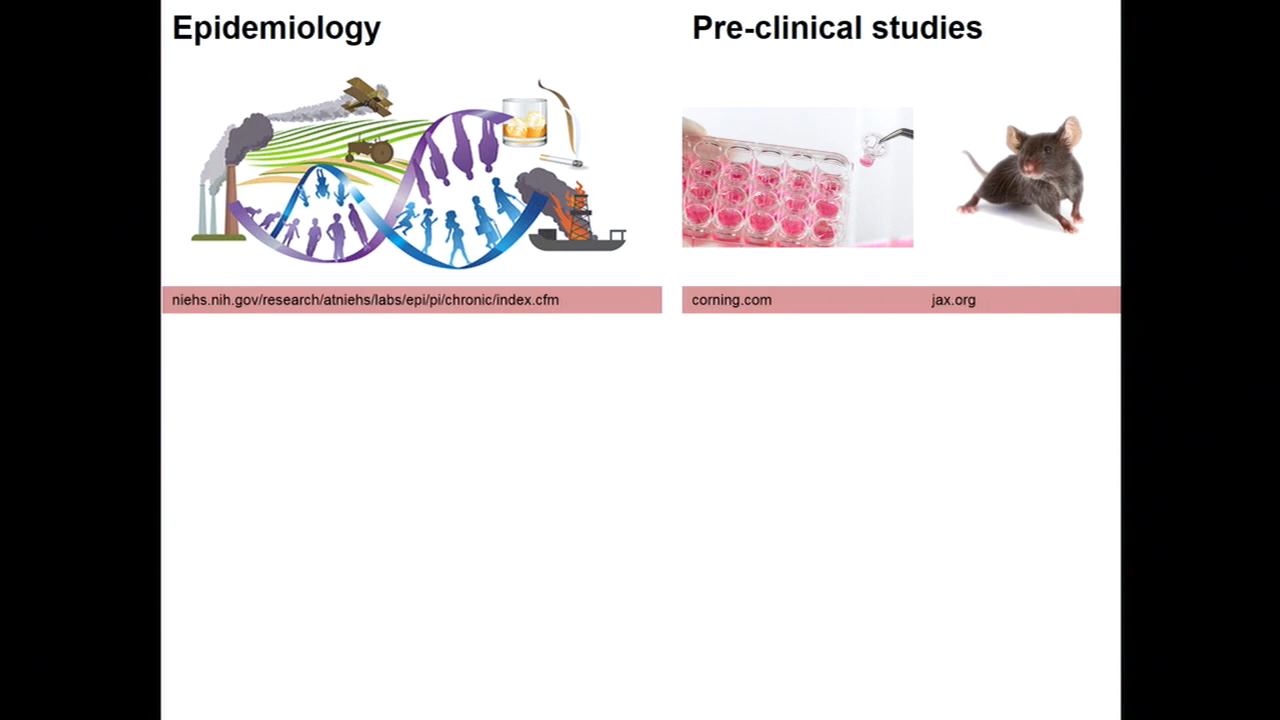 Epidemiology
Pre-clinical studies
niehs.nih.gov/research/atniehs/labs/epi/pi/chronic/index.cfm
corning.com
jax.org